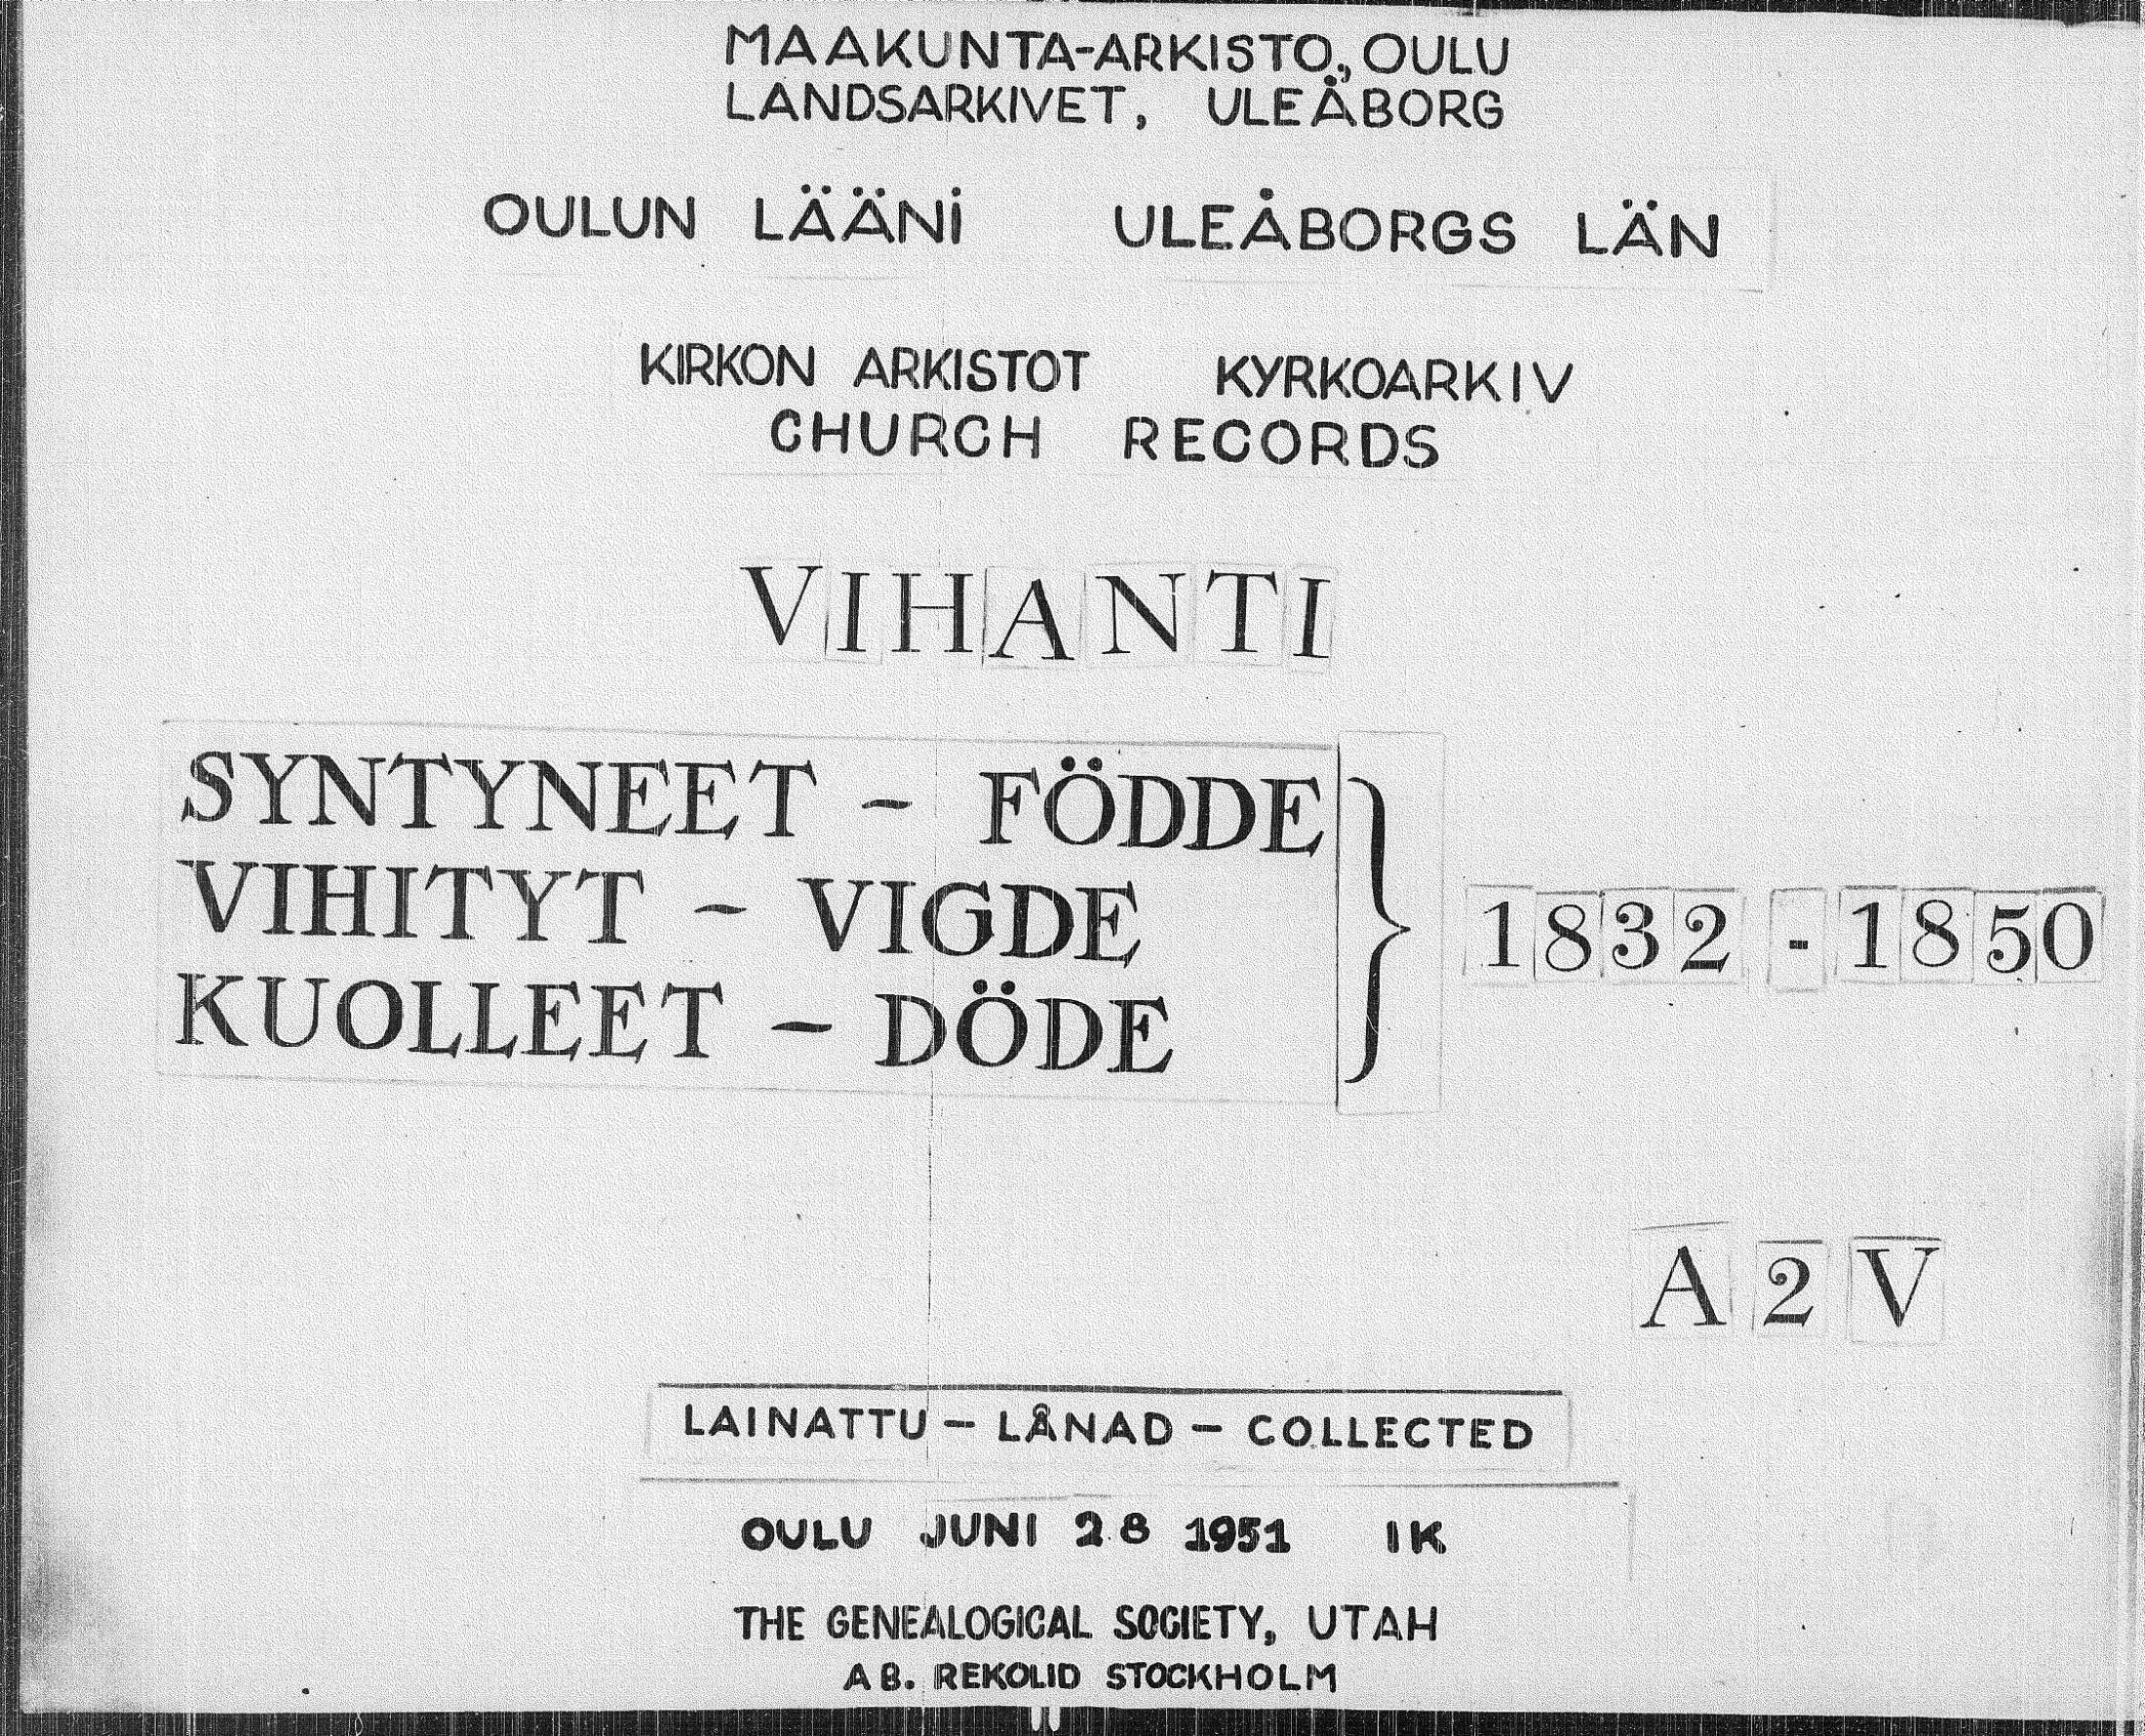 MAAKUNTA-ARKISTO, OULU
LANDSARKIVET, ULEÅBORG
OULUN LÄÄNI ULEÅBORGS LÄN
KIRKON ARKISTOT KYRKOARKIV
CHURCH RECORDS
VIHANTI
SYNTYNEET - FÖDDE
VIHITYT - VIGDE
KUOLLEET - DÖDE
} 1832 - 1850
A 2 V
LAINATTU - LÅNAD - COLLECTED
OULU JUNI 28 1951 IK
THE GENEALOGICAL SOCIETY, UTAH
AB. REKOLID STOCKHOLM